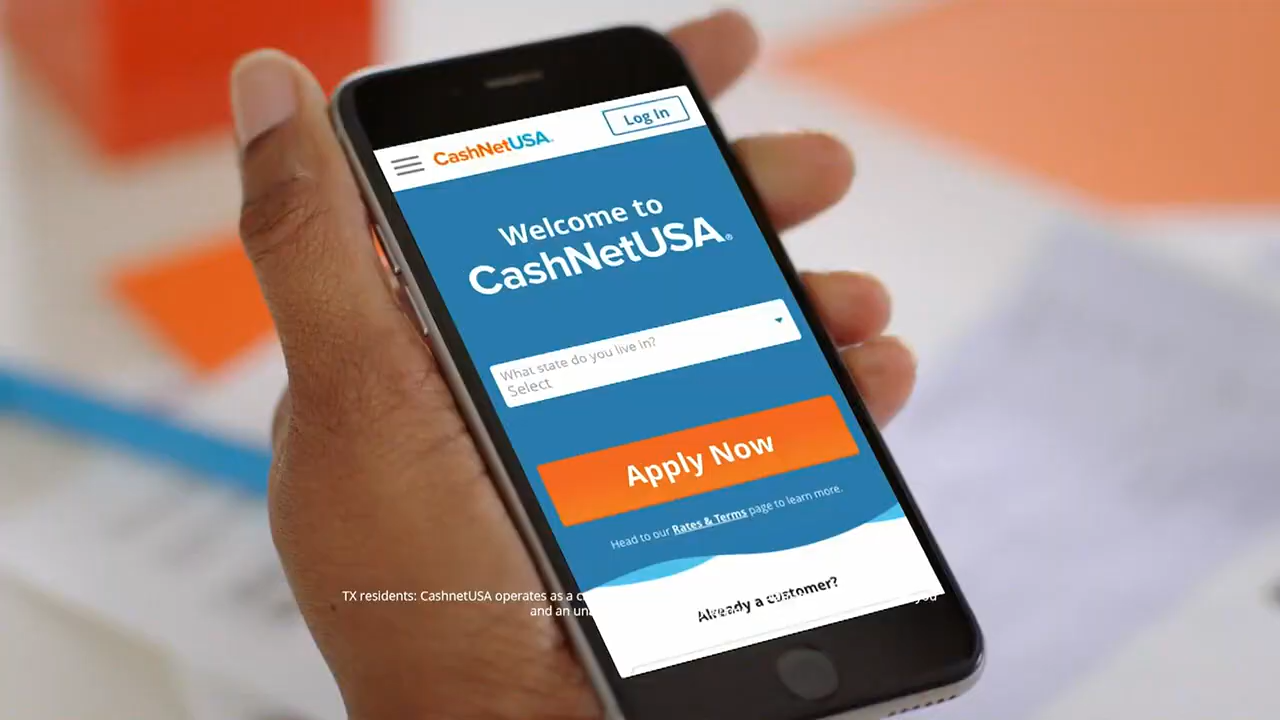 CashNetUSA
Log In
Welcome to
CashNetUSA®
What state do you live in?
Select
Apply Now
Head to our Rates & Terms page to learn more.
Already a customer?
TX residents: CashnetUSA operates as a
you
and an